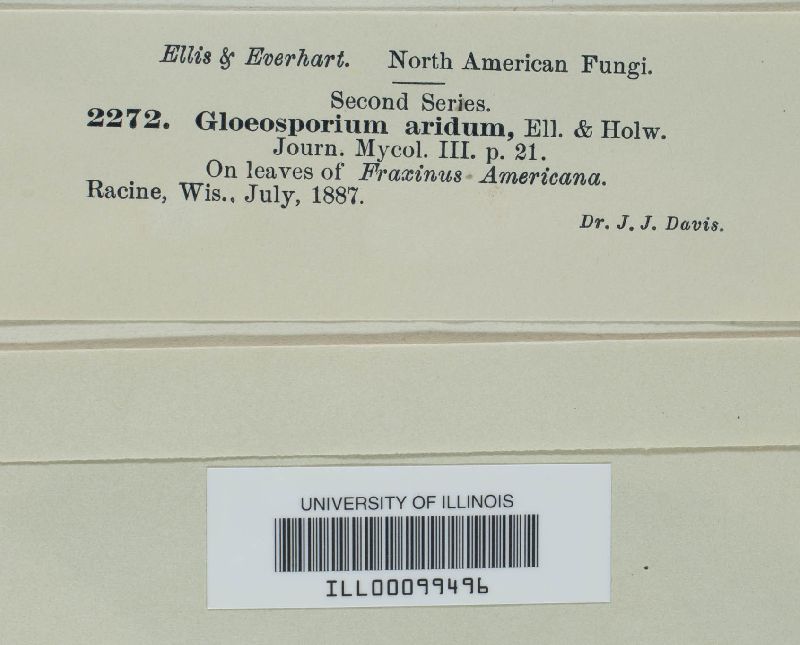 Ellis & Everhart. North American Fungi.
Second Series.
2272. Gloeosporium aridum, Ell. & Holw.
Journ. Mycol. III. p. 21.
On leaves of Fraxinus Americana.
Racine, Wis., July, 1887.
Dr. J. J. Davis.
UNIVERSITY OF ILLINOIS
ILL00099496